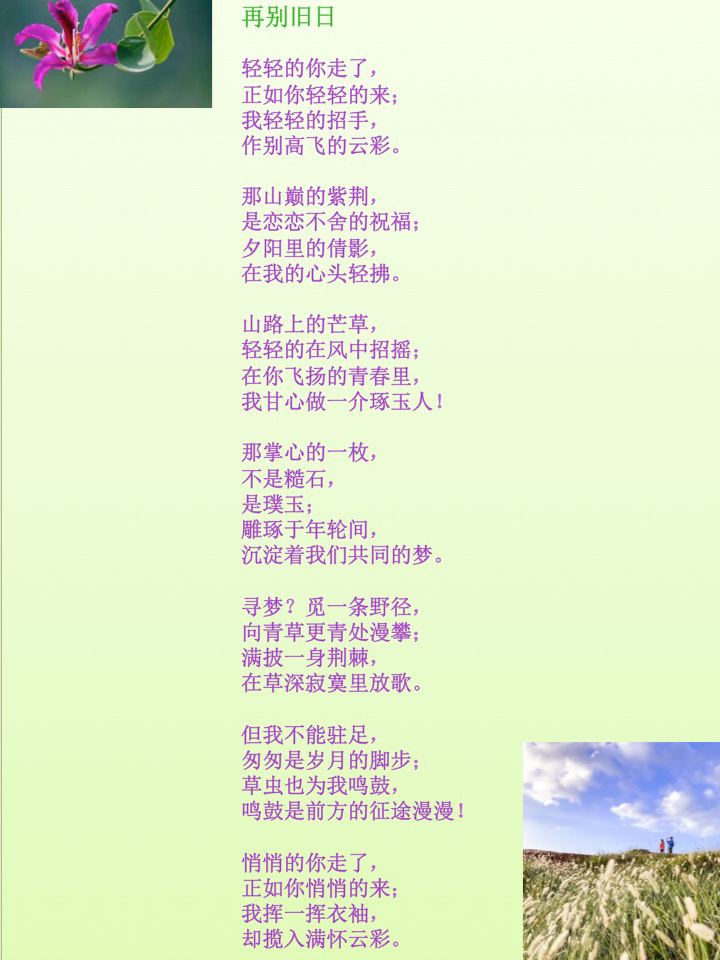 再别旧日
轻轻的你走了，
正如你轻轻的来；
我轻轻的招手，
作别高飞的云彩。
那山巅的紫荆，
是恋恋不舍的祝福；
夕阳里的倩影，
在我的心头轻拂。
山路上的芒草，
轻轻的在风中招摇；
在你飞扬的青春里，
我甘心做一介琢玉人！
那掌心的一枚，
不是糙石，
是璞玉；
雕琢于年轮间，
沉淀着我们共同的梦。
寻梦？觅一条野径，
向青草更青处漫攀；
满披一身荆棘，
在草深寂寞里放歌。
但我不能驻足，
匆匆是岁月的脚步；
草虫也为我鸣鼓，
鸣鼓是前方的征途漫漫！
悄悄的你走了，
正如你悄悄的来；
我挥一挥衣袖，
却揽入满怀云彩。